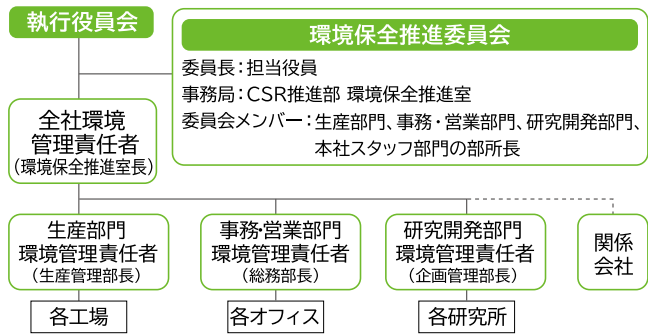 執行役員会
環境保全推進委員会
委員長：担当役員
事務局：CSR推進部 環境保全推進室
委員会メンバー：生産部門、事務・営業部門、研究開発部門、
本社スタッフ部門の部所長
全社環境
管理責任者
（環境保全推進室長）
生産部門
環境管理責任者
（生産管理部長）
事務・営業部門
環境管理責任者
（総務部長）
研究開発部門
環境管理責任者
（企画管理部長）
関係
会社
各工場
各オフィス
各研究所